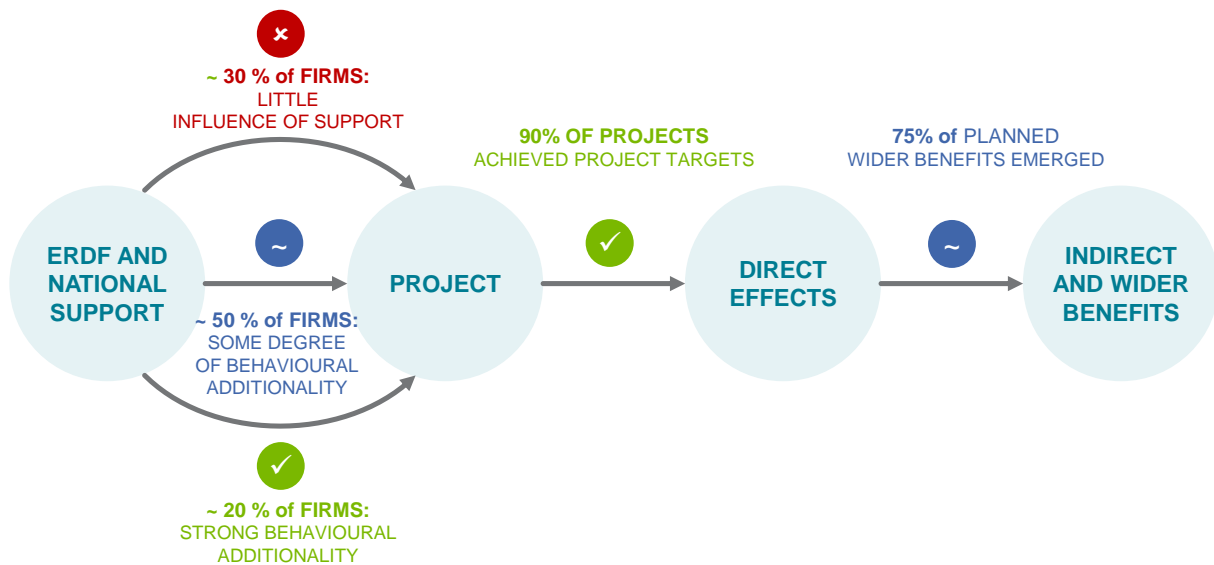 ~ 30 % of FIRMS:
LITTLE
INFLUENCE OF SUPPORT
90% OF PROJECTS
ACHIEVED PROJECT TARGETS
75% of PLANNED
WIDER BENEFITS EMERGED
ERDF AND
NATIONAL
SUPPORT
~
PROJECT
DIRECT
EFFECTS
~
INDIRECT
AND WIDER
BENEFITS
~ 50 % of FIRMS:
SOME DEGREE
OF BEHAVIOURAL
ADDITIONALITY
~ 20 % of FIRMS:
STRONG BEHAVIOURAL
ADDITIONALITY